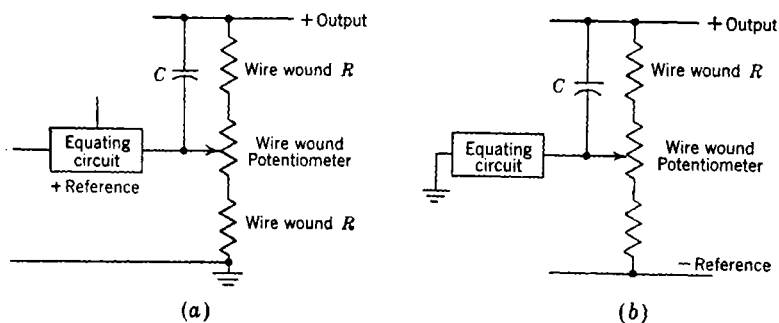 + Output
Wire wound R
C
Equating
circuit
+ Reference
Wire wound
Potentiometer
Wire wound R
(a)
+ Output
Wire wound R
C
Equating
circuit
Wire wound
Potentiometer
− Reference
(b)